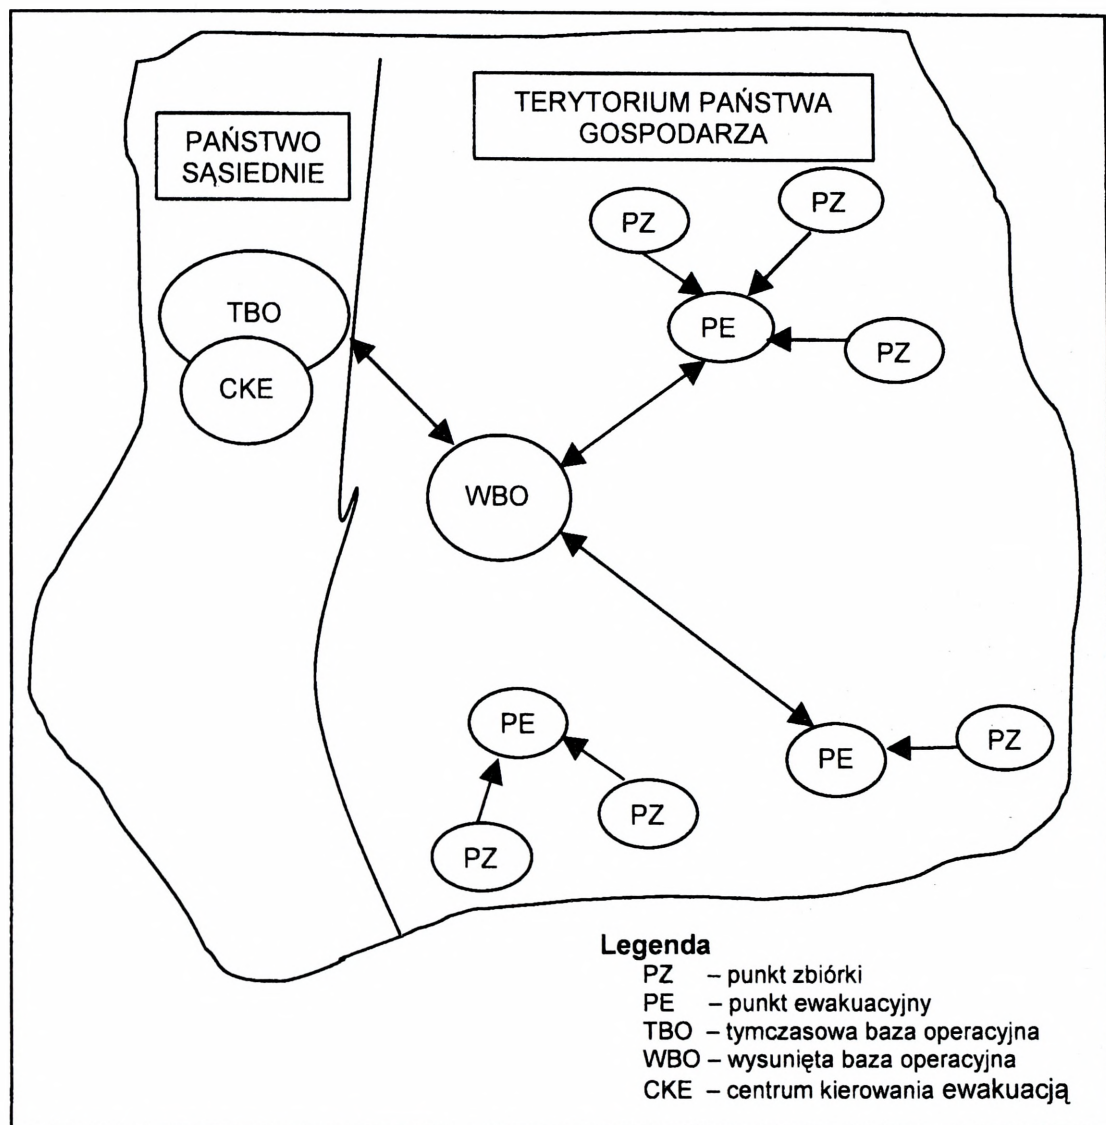 PAŃSTWO
SĄSIEDNIE
TERYTORIUM PAŃSTWA
GOSPODARZA
PZ
PZ
TBO
PE
PZ
CKE
WBO
PE
PZ
PE
PZ
PZ
Legenda
PZ – punkt zbiórki
PE – punkt ewakuacyjny
TBO – tymczasowa baza operacyjna
WBO – wysunięta baza operacyjna
CKE – centrum kierowania ewakuacją